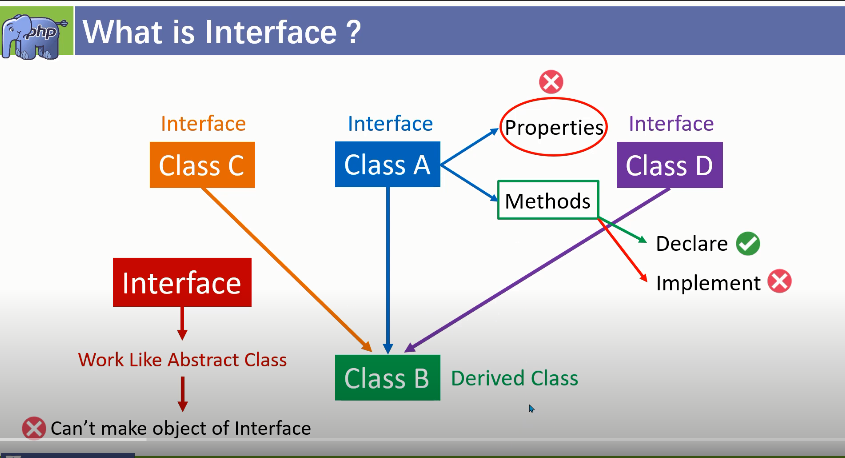 php
What is Interface ?
Interface
Interface
Interface
Class C
Class A
Class D
Properties
Methods
Declare
Implement
Interface
Work Like Abstract Class
Can't make object of Interface
Class B
Derived Class